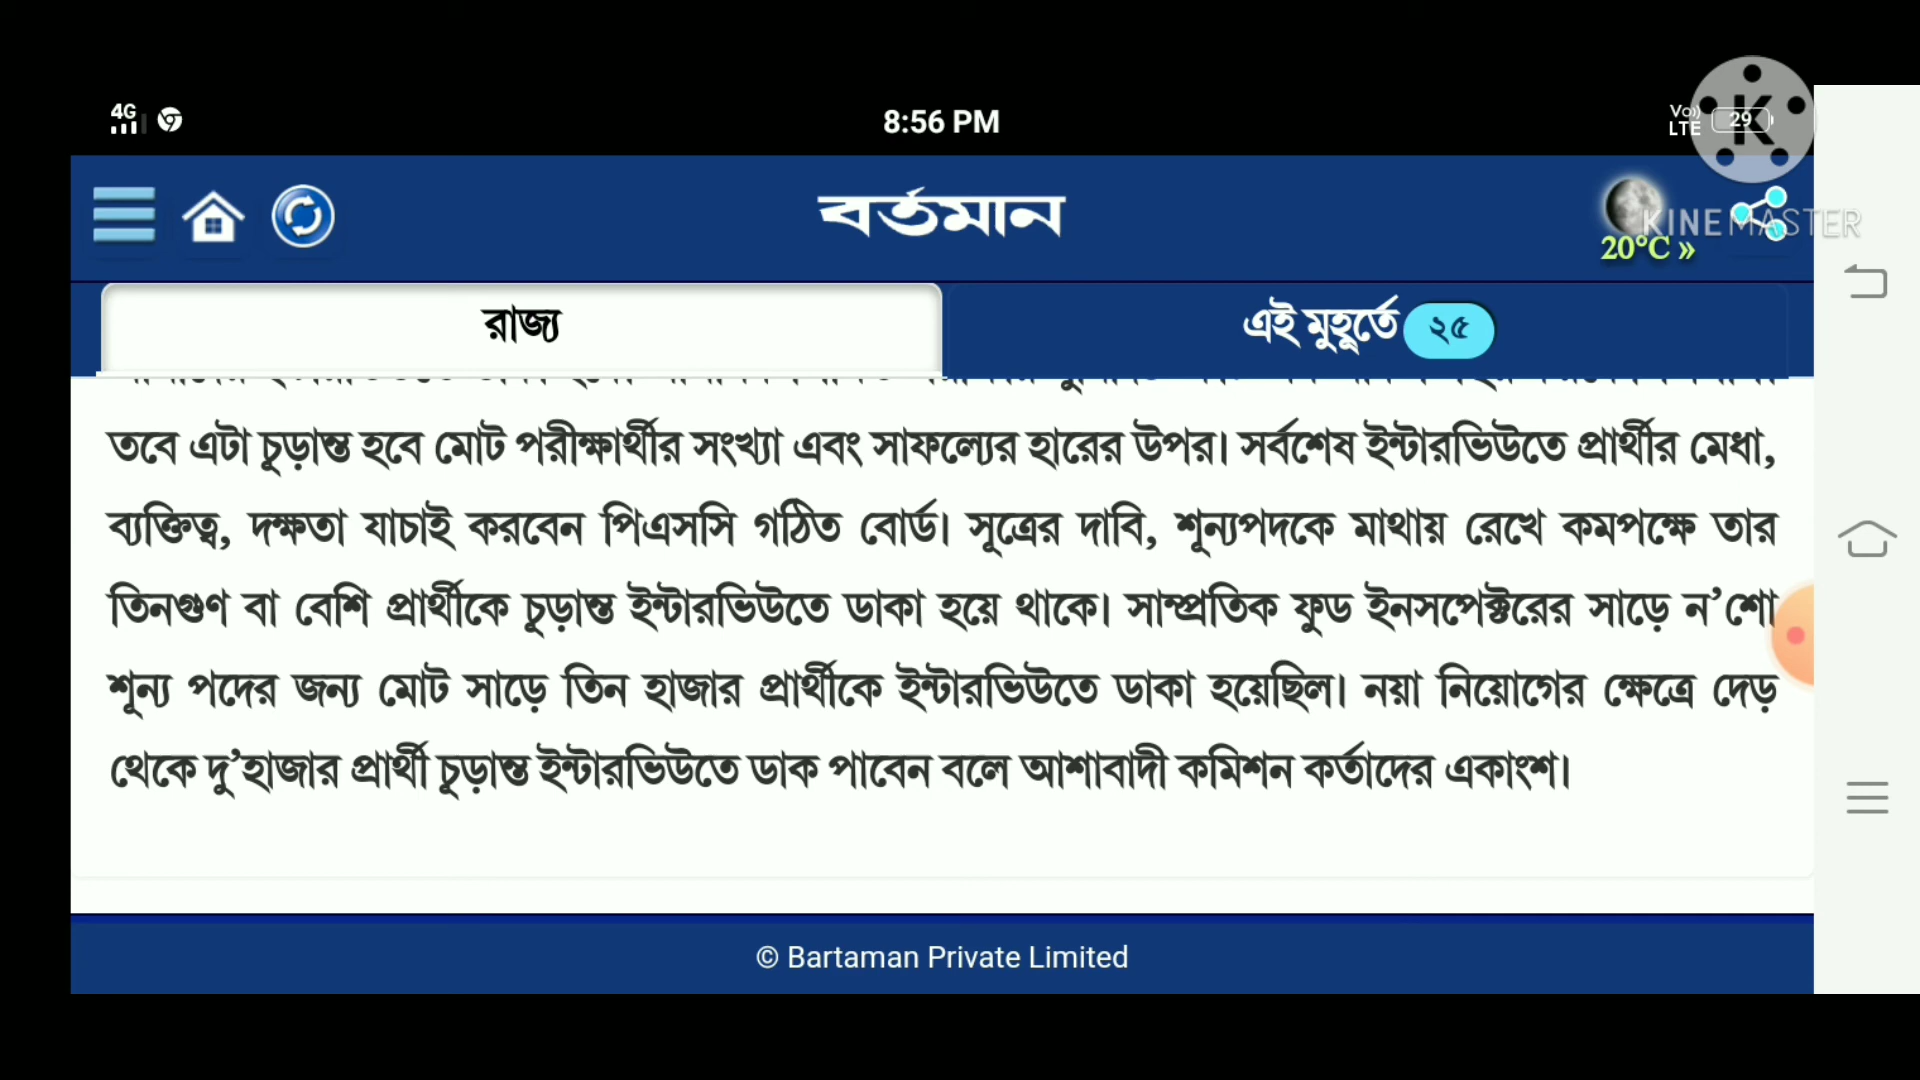 4G
8:56 PM
Vo)) LTE
29
K
বর্তমান
KINEMASTER
20°C »
রাজ্য
এই মুহূর্তে ২৫
তবে এটা চূড়ান্ত হবে মোট পরীক্ষার্থীর সংখ্যা এবং সাফল্যের হারের উপর। সর্বশেষ ইন্টারভিউতে প্রার্থীর মেধা,
ব্যক্তিত্ব, দক্ষতা যাচাই করবেন পিএসসি গঠিত বোর্ড। সূত্রের দাবি, শূন্যপদকে মাথায় রেখে কমপক্ষে তার
তিনগুণ বা বেশি প্রার্থীকে চূড়ান্ত ইন্টারভিউতে ডাকা হয়ে থাকে। সাম্প্রতিক ফুড ইনসপেক্টরের সাড়ে ন’শো
শূন্য পদের জন্য মোট সাড়ে তিন হাজার প্রার্থীকে ইন্টারভিউতে ডাকা হয়েছিল। নয়া নিয়োগের ক্ষেত্রে দেড়
থেকে দু’হাজার প্রার্থী চূড়ান্ত ইন্টারভিউতে ডাক পাবেন বলে আশাবাদী কমিশন কর্তাদের একাংশ।
© Bartaman Private Limited